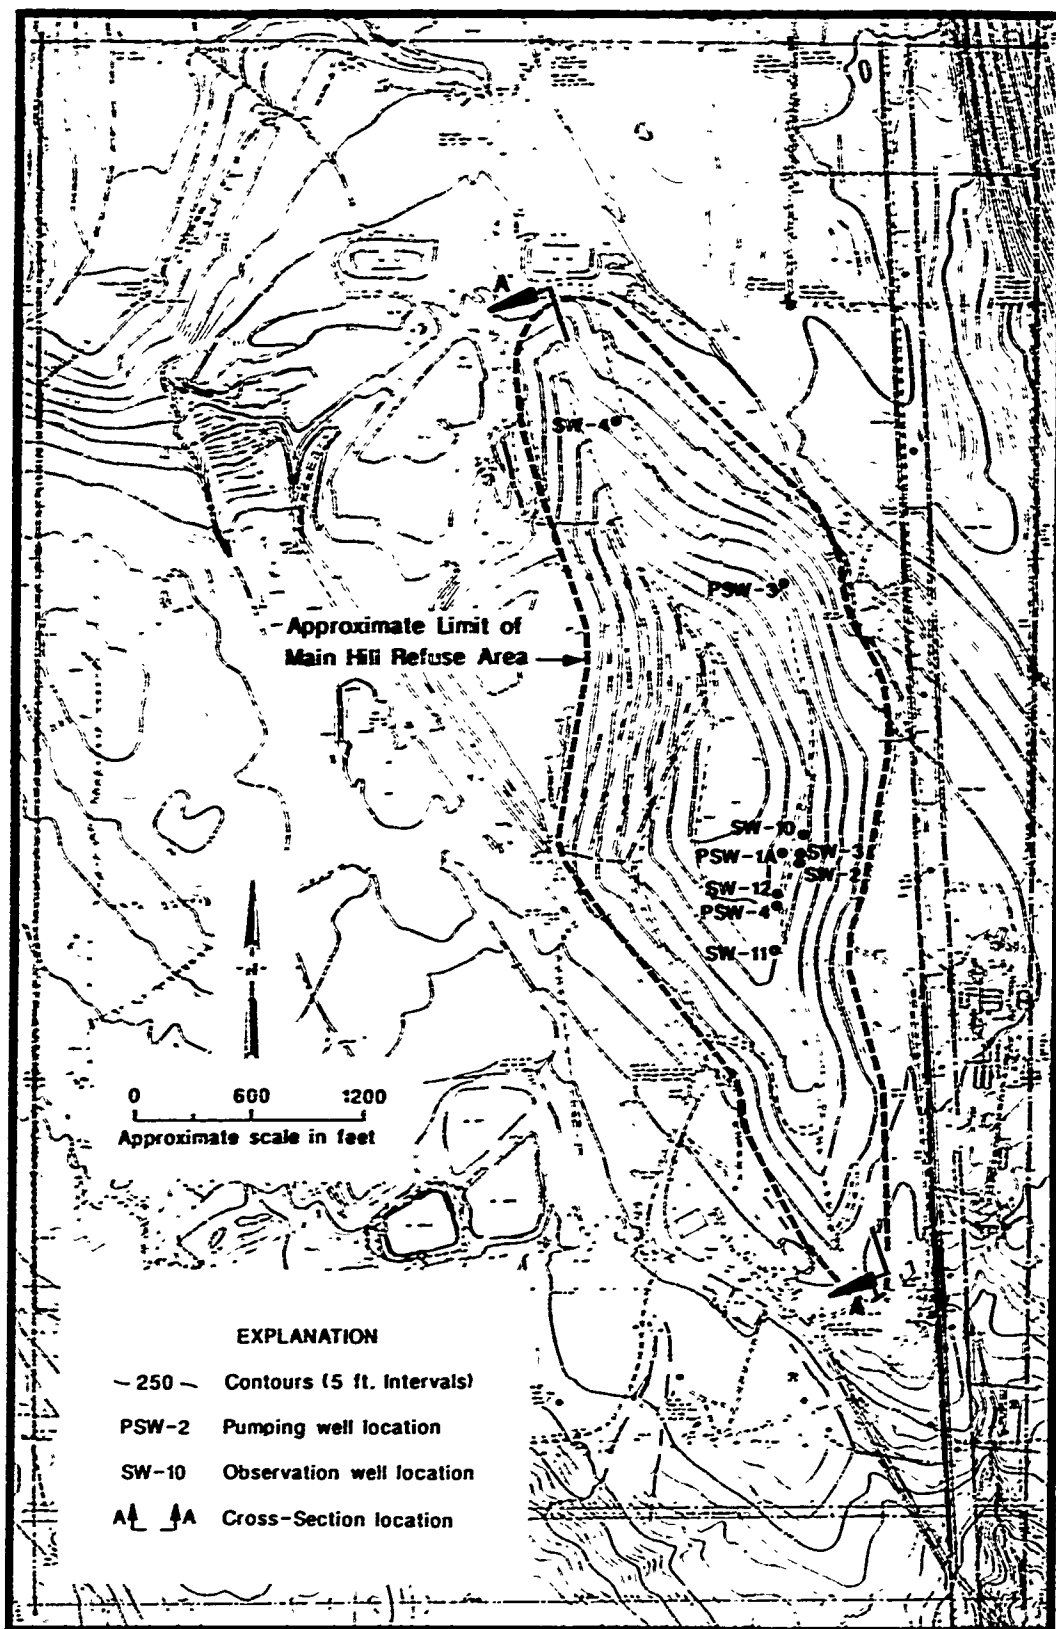 A
SW-4
PSW-3
Approximate Limit of
Main Hill Refuse Area
SW-10
PSW-1A
SW-3
SW-2
SW-12
PSW-4
SW-11
0 600 1200
Approximate scale in feet
A
EXPLANATION
-250- Contours (5 ft. Intervals)
PSW-2 Pumping well location
SW-10 Observation well location
A A Cross-Section location